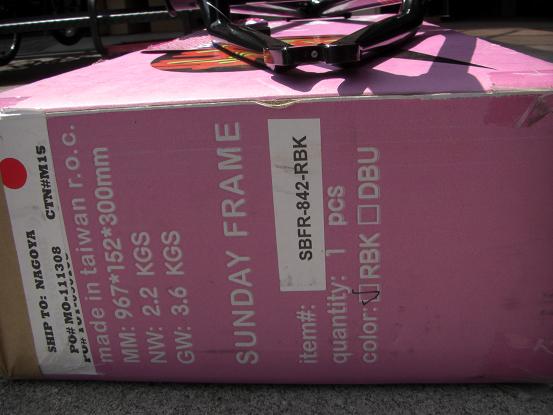 SHIP TO: NAGOYA CTN#M15
PO# MO-111308
made in taiwan r.o.c.
MM: 967*152*300mm
NW: 2.2 KGS
GW: 3.6 KGS
SUNDAY FRAME
item#: SBFR-842-RBK
quantity: 1 pcs
color: RBK DBU